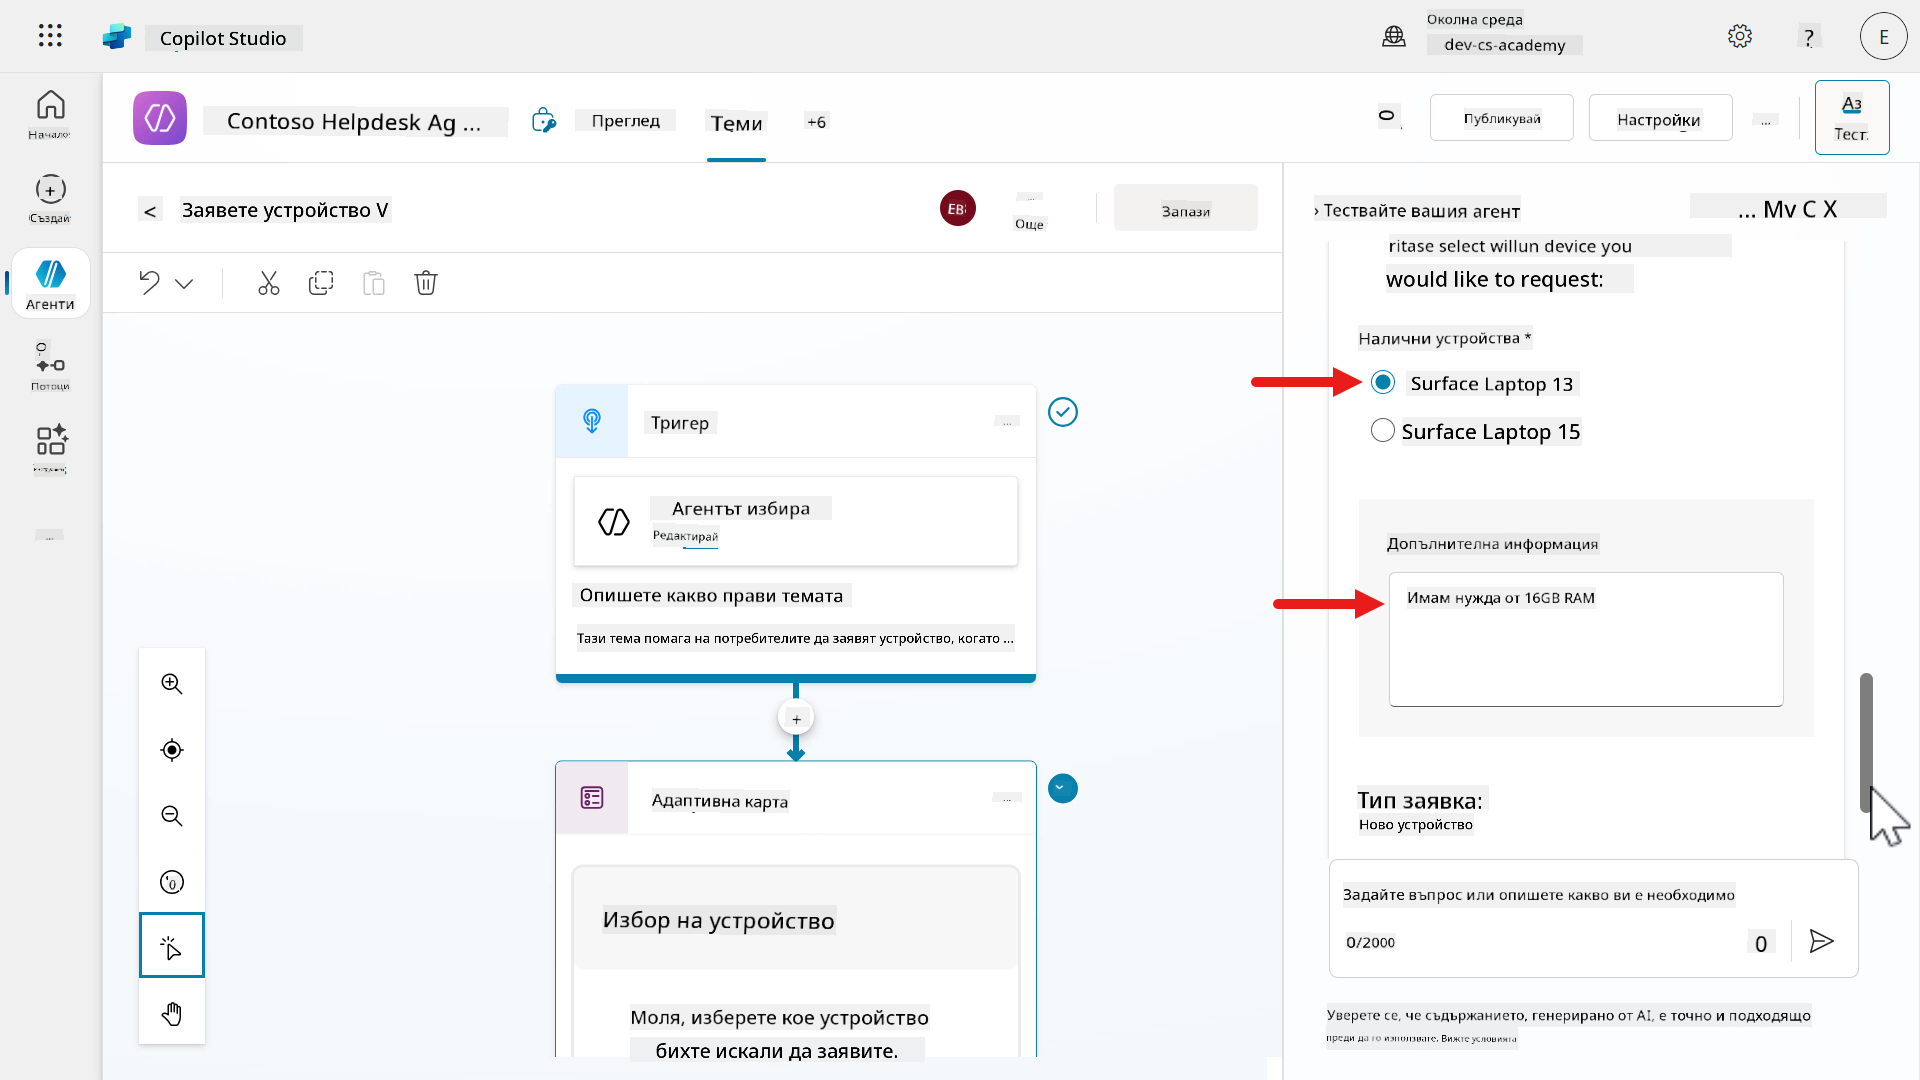 Copilot Studio
Околна среда
dev-cs-academy
?
E
Contoso Helpdesk Ag ...
Преглед
Теми
+6
Публикувай
Настройки
...
Аз
Тест.
Начало
Създай
Агенти
Потоци
...
< Заявете устройство V
EB
...
Още
Запази
Тригер
...
Агентът избира
Редактирай
Опишете какво прави темата
Тази тема помага на потребителите да заявят устройство, когато ...
+
Адаптивна карта
...
Избор на устройство
Моля, изберете кое устройство
бихте искали да заявите.
› Тествайте вашия агент
... Mv C X
ritase select willun device you
would like to request:
Налични устройства *
Surface Laptop 13
Surface Laptop 15
Допълнителна информация
Имам нужда от 16GB RAM
Тип заявка:
Ново устройство
Задайте въпрос или опишете какво ви е необходимо
0/2000
0
Уверете се, че съдържанието, генерирано от AI, е точно и подходящо
преди да го използвате. Вижте условията